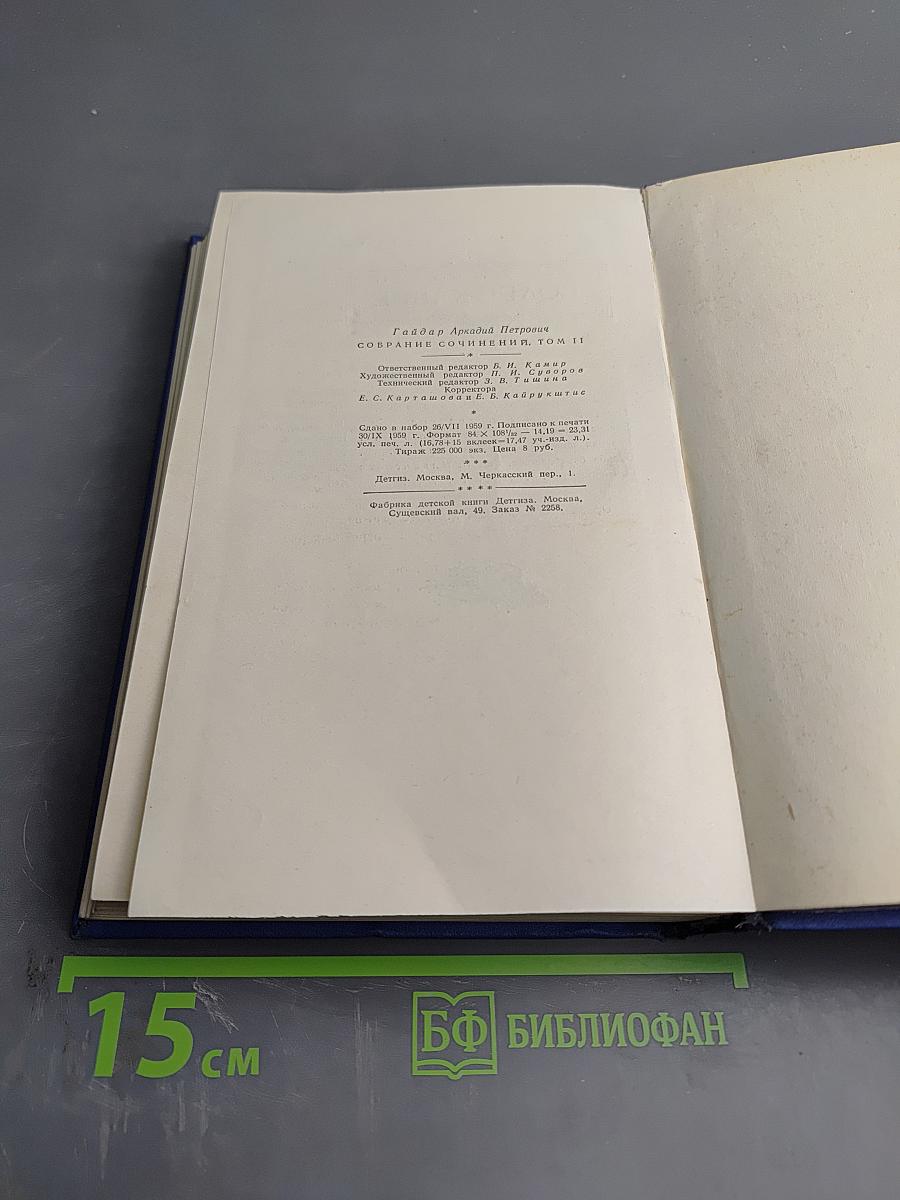 Гайдар Аркадий Петрович
СОБРАНИЕ СОЧИНЕНИЙ, ТОМ II
*
Ответственный редактор Б. И. Камир
Художественный редактор П. И. Суворов
Технический редактор З. В. Тишина
Корректора
Е. С. Карташова и Е. Б. Кайрукштис
*
Сдано в набор 26/VII 1959 г. Подписано к печати
30/IX 1959 г. Формат 84 × 108¹/₃₂ — 14,19 = 23,31
усл. печ. л. (16,78+15 вклеек=17,47 уч.-изд. л.).
Тираж 225 000 экз. Цена 8 руб.
* * *
Детгиз. Москва, М. Черкасский пер., 1.
* * * *
Фабрика детской книги Детгиза. Москва,
Сущевский вал, 49. Заказ № 2258.
15 см
БФ БИБЛИОФАН